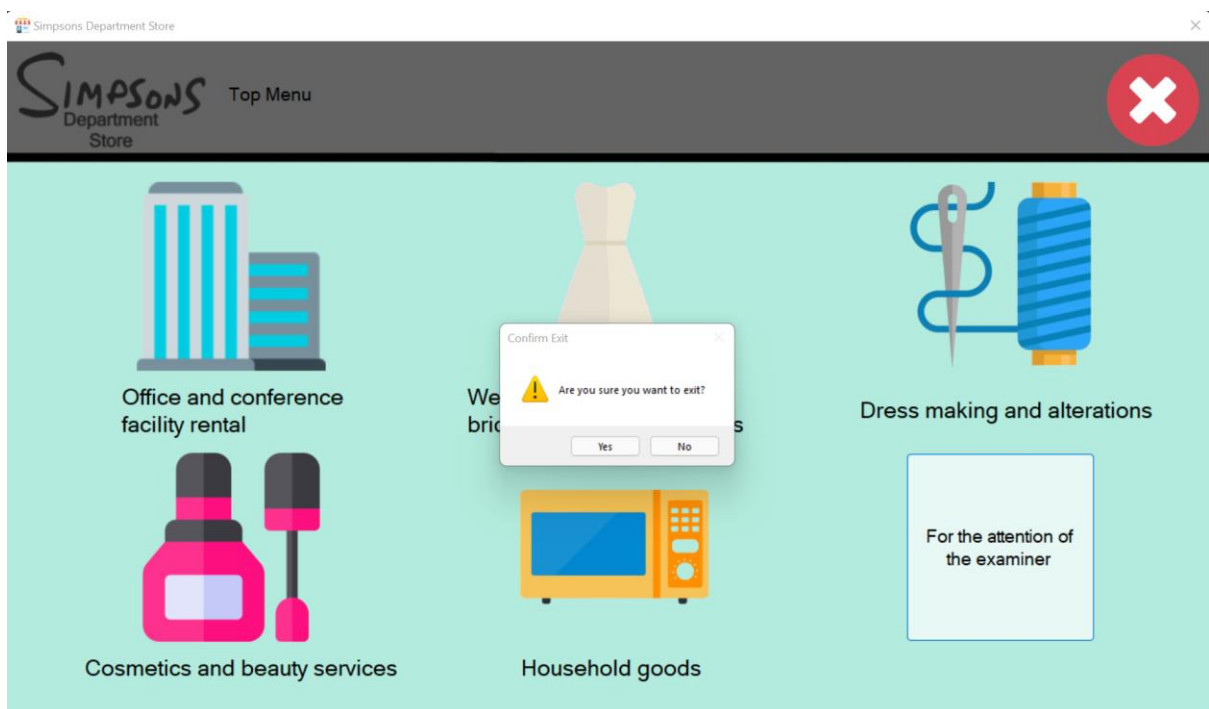 Simpsons Department Store
SIMPSONS
Department
Store
Top Menu
Confirm Exit
Are you sure you want to exit?
Yes
No
Office and conference
facility rental
Dress making and alterations
For the attention of
the examiner
Cosmetics and beauty services
Household goods